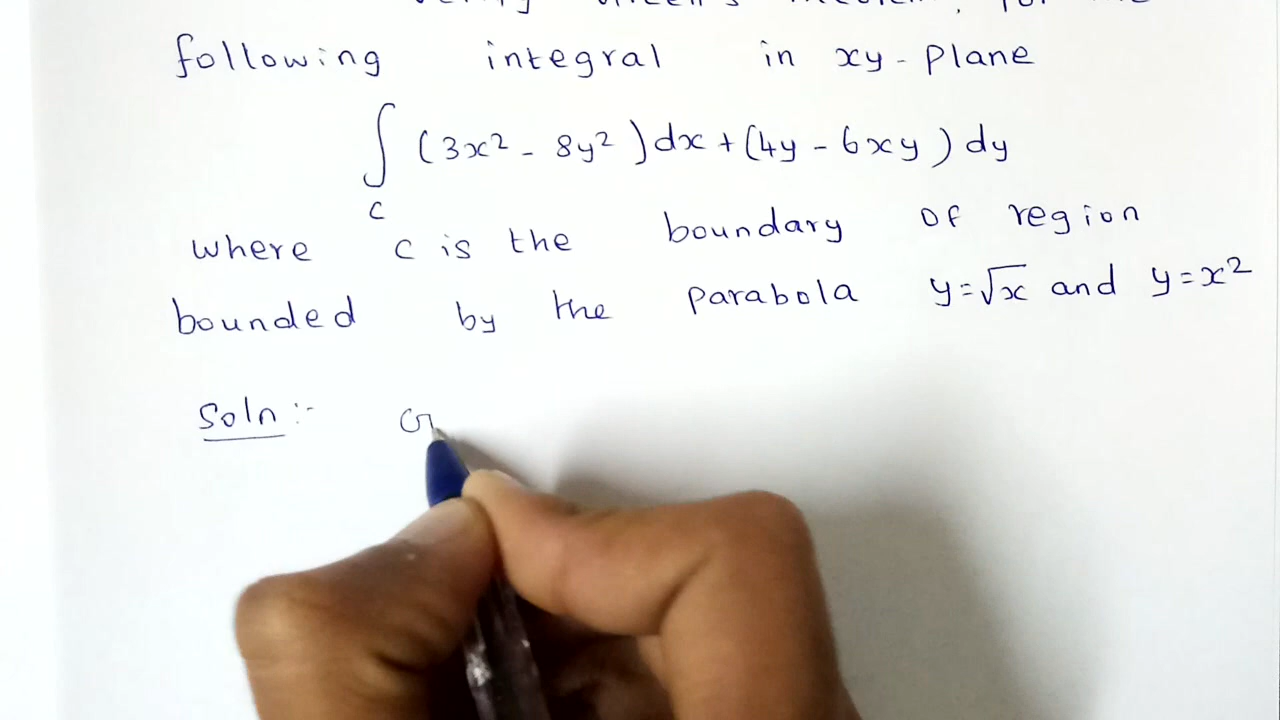 following integral in xy - plane
∫ (3x² - 8y²) dx + (4y - 6xy) dy
C
where C is the boundary of region
bounded by the parabola y = √x and y = x²
Soln :-